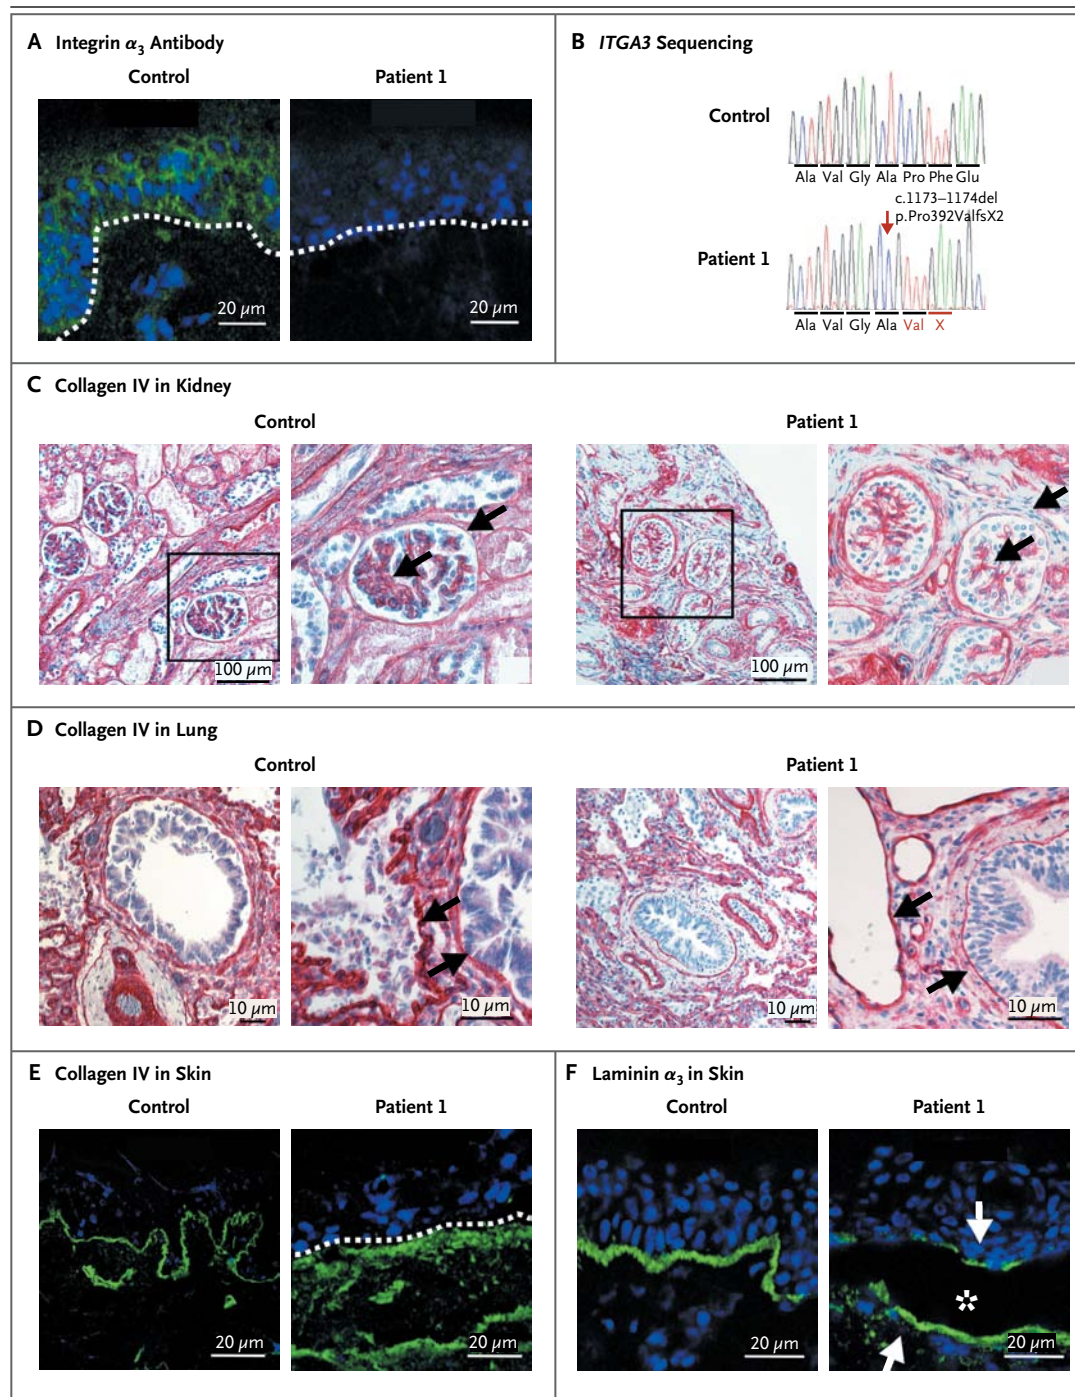 A Integrin α3 Antibody
Control
Patient 1
20 µm
20 µm
B ITGA3 Sequencing
Control
Ala Val Gly Ala Pro Phe Glu
c.1173–1174del
p.Pro392ValfsX2
Patient 1
Ala Val Gly Ala Val X
C Collagen IV in Kidney
Control
Patient 1
100 µm
100 µm
D Collagen IV in Lung
Control
Patient 1
10 µm
10 µm
10 µm
10 µm
E Collagen IV in Skin
Control
Patient 1
20 µm
20 µm
F Laminin α3 in Skin
Control
Patient 1
*
20 µm
20 µm